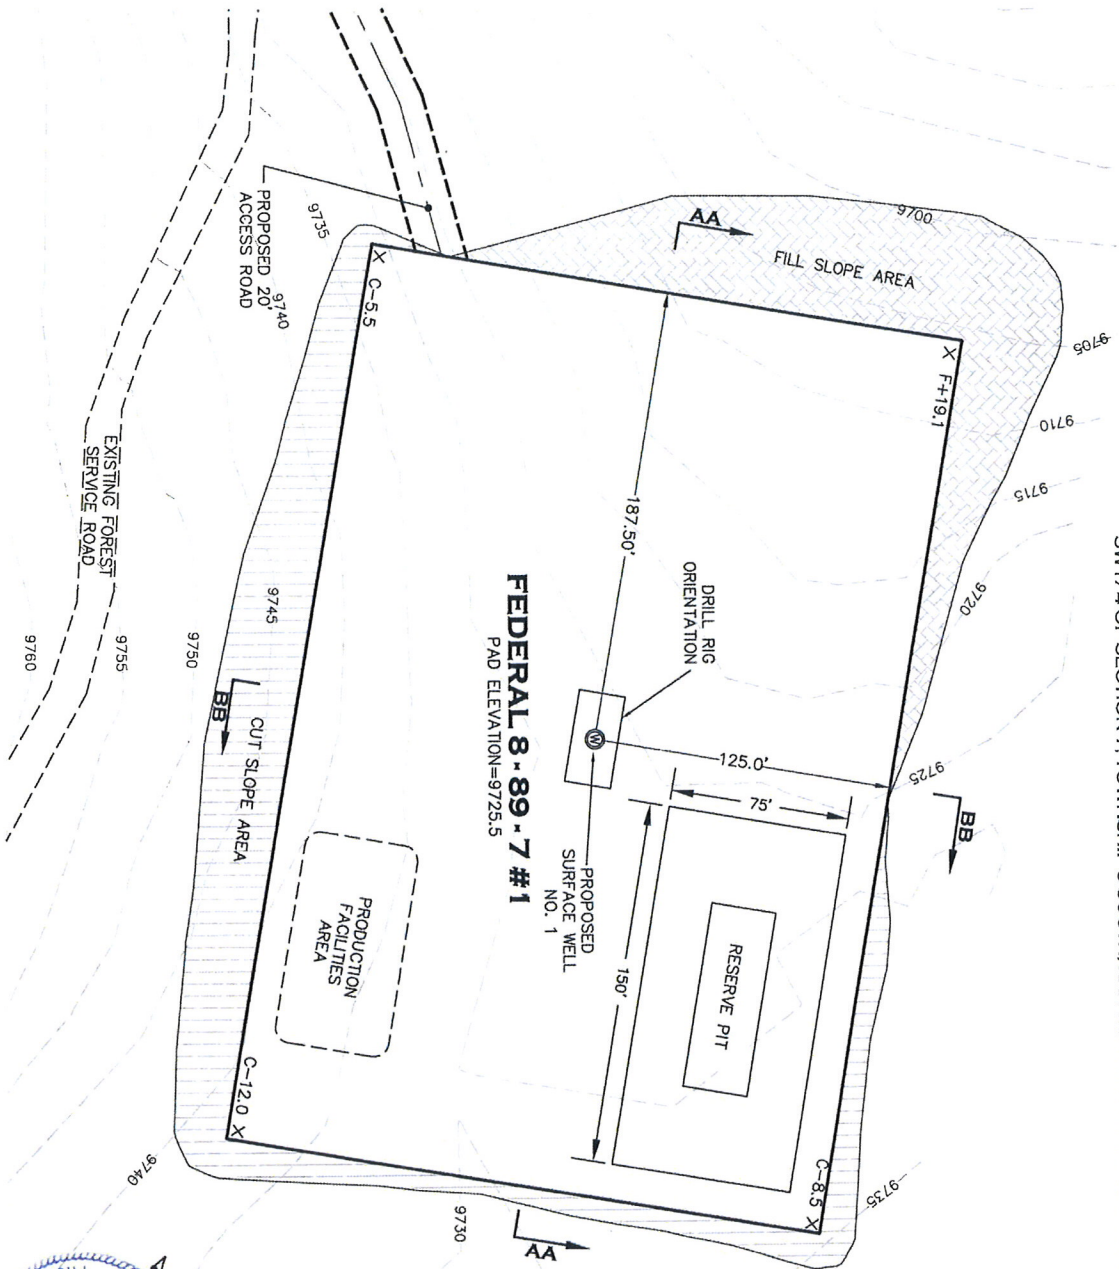 9700
AA
FILL SLOPE AREA
9705
F+19.1
9710
9715
9720
9725
BB
PROPOSED 20'
ACCESS ROAD
9735
9740
C-5.5
187.50'
DRILL RIG
ORIENTATION
125.0'
75'
FEDERAL 8-89-7 #1
PAD ELEVATION=9725.5
PROPOSED
SURFACE WELL
NO. 1
W
150'
RESERVE PIT
EXISTING FOREST
SERVICE ROAD
9745
9750
9755
9760
BB
CUT SLOPE AREA
PRODUCTION
FACILITIES
AREA
C-12.0
C-8.5
9735
9740
9730
AA